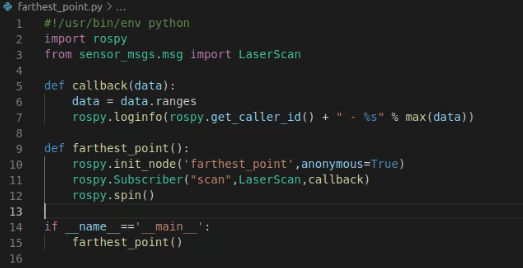 farthest_point.py > ...
1 #!/usr/bin/env python
2 import rospy
3 from sensor_msgs.msg import LaserScan
4
5 def callback(data):
6     data = data.ranges
7     rospy.loginfo(rospy.get_caller_id() + " - %s" % max(data))
8
9 def farthest_point():
10     rospy.init_node('farthest_point',anonymous=True)
11     rospy.Subscriber("scan",LaserScan,callback)
12     rospy.spin()
13
14 if __name__=='__main__':
15     farthest_point()
16